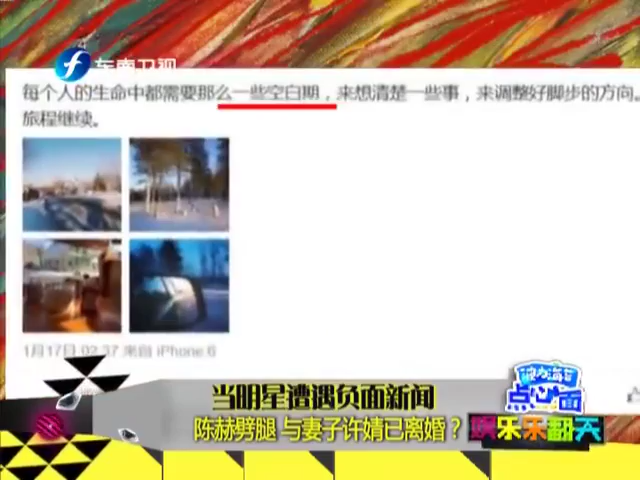 东南卫视
每个人的生命中都需要那么一些空白期，来想清楚一些事，来调整好脚步的方向。
旅程继续。
1月17日 02:37 来自 iPhone 6
当明星遭遇负面新闻
点心面
陈赫劈腿 与妻子许婧已离婚？
娱乐乐翻天